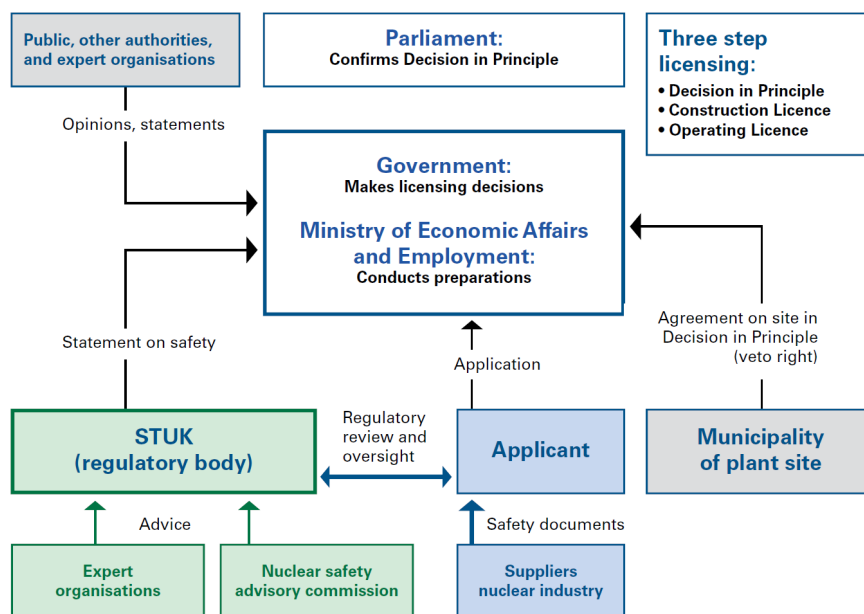 Public, other authorities,
and expert organisations
Parliament:
Confirms Decision in Principle
Three step
licensing:
• Decision in Principle
• Construction Licence
• Operating Licence
Opinions, statements
Government:
Makes licensing decisions
Ministry of Economic Affairs
and Employment:
Conducts preparations
Statement on safety
Application
Agreement on site in
Decision in Principle
(veto right)
STUK
(regulatory body)
Regulatory
review and
oversight
Applicant
Municipality
of plant site
Advice
Safety documents
Expert
organisations
Nuclear safety
advisory commission
Suppliers
nuclear industry